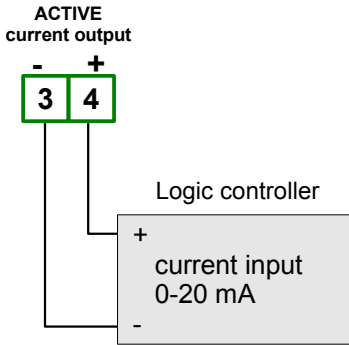 ACTIVE
current output
- +
3 4
Logic controller
+
current input
0-20 mA
-